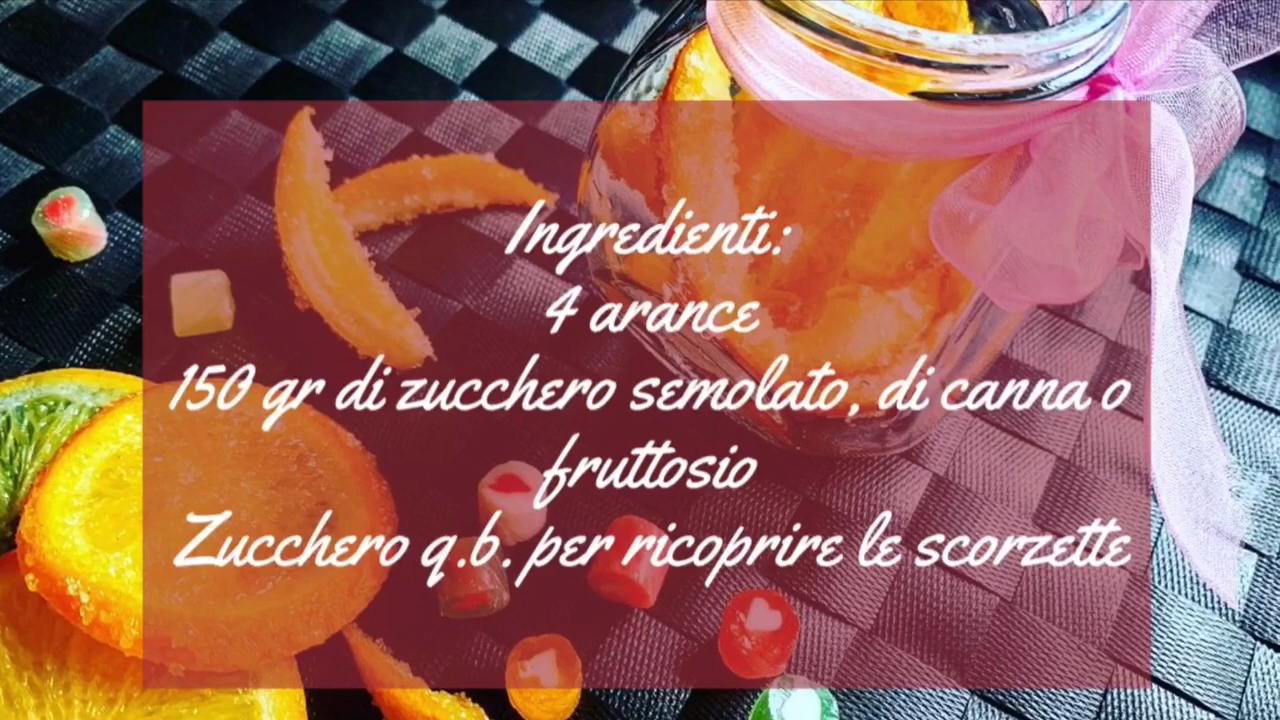 Ingredienti:
4 arance
150 gr di zucchero semolato, di canna o
fruttosio
Zucchero q.b. per ricoprire le scorzette